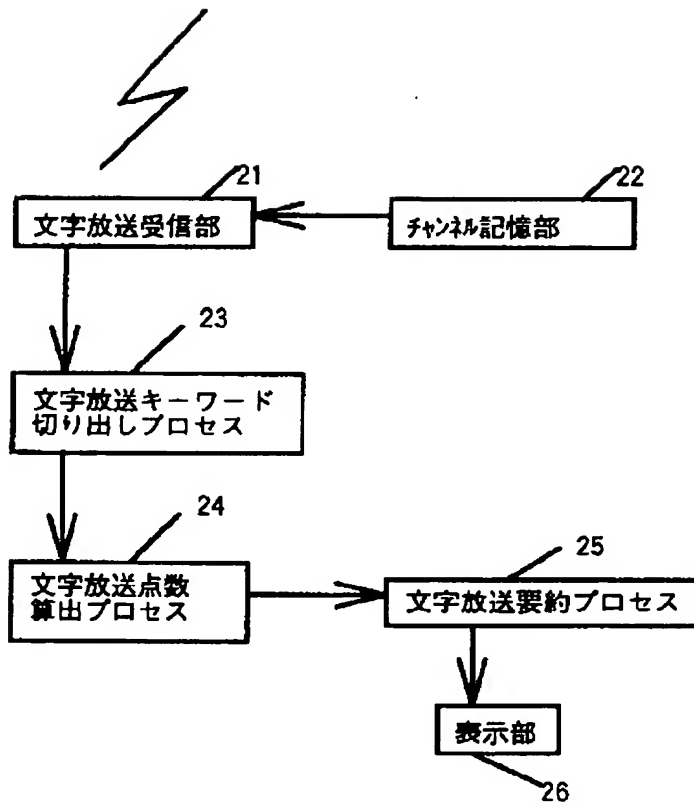 21
22
文字放送受信部
チャンネル記憶部
23
文字放送キーワード
切り出しプロセス
24
文字放送点数
算出プロセス
25
文字放送要約プロセス
表示部
26